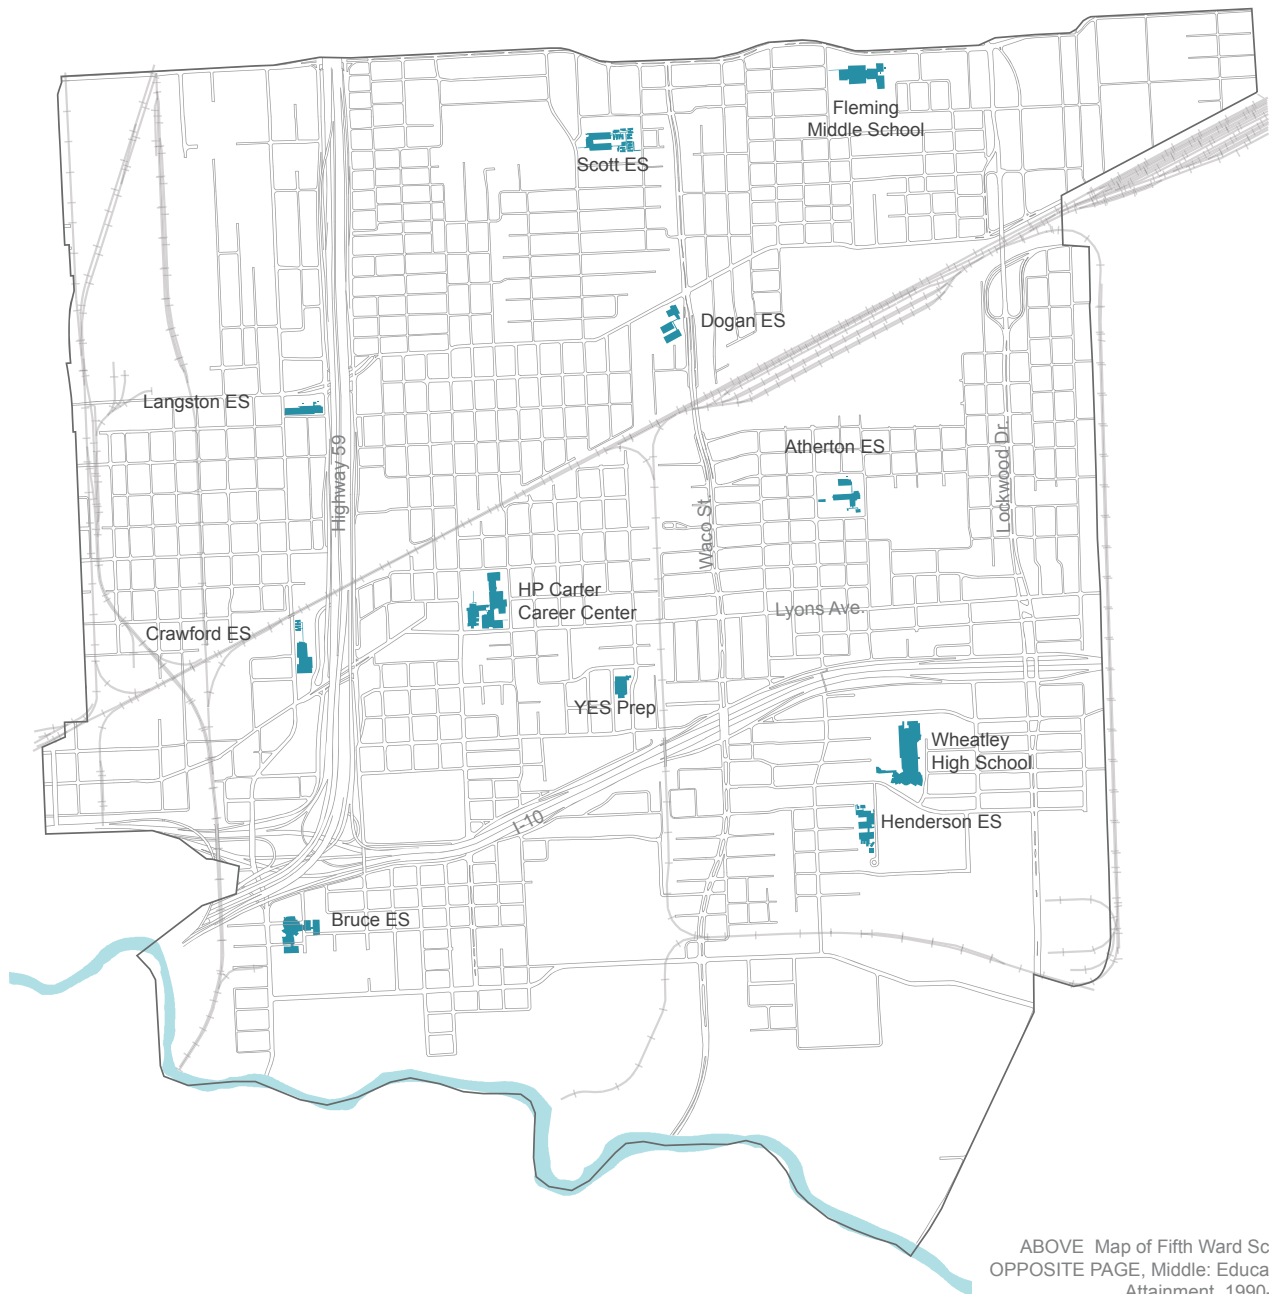 Fleming
Middle School
Scott ES
Dogan ES
Langston ES
Highway 59
Atherton ES
Lockwood Dr.
Waco St.
HP Carter
Career Center
Lyons Ave.
Crawford ES
YES Prep
Wheatley
High School
I-10
Henderson ES
Bruce ES
ABOVE Map of Fifth Ward Sc
OPPOSITE PAGE, Middle: Educa
Attainment, 1990-